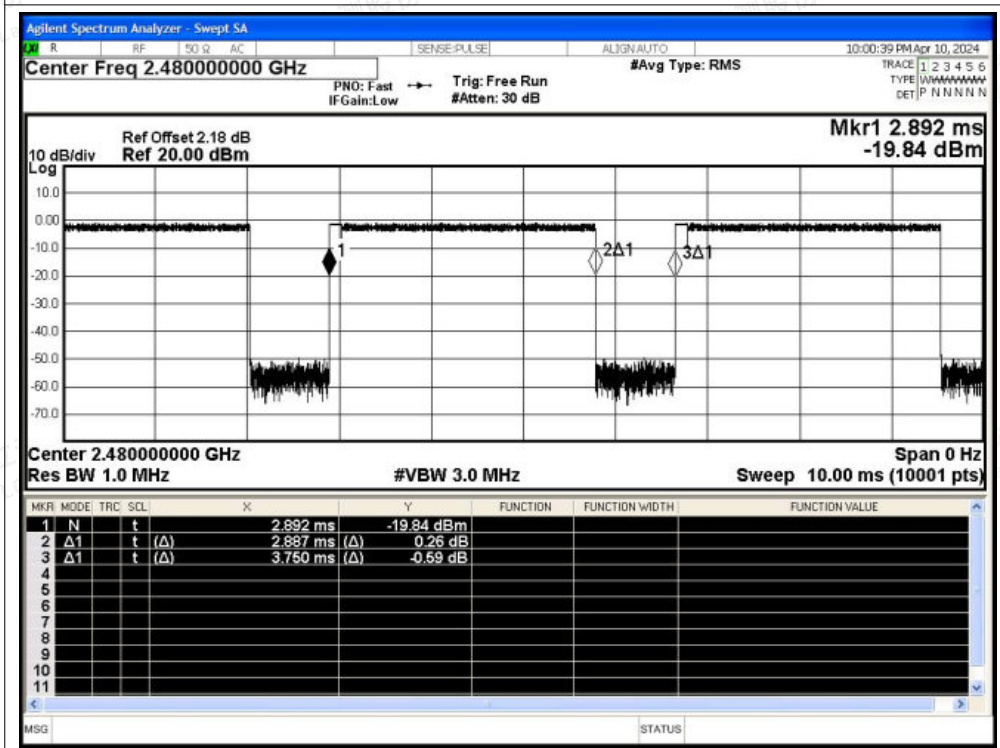 Agilent Spectrum Analyzer - Swept SA
LXI R RF 50 Ω AC SENSE:PULSE ALIGN AUTO 10:00:39 PM Apr 10, 2024
Center Freq 2.480000000 GHz #Avg Type: RMS TRACE 1 2 3 4 5 6
PNO: Fast Trig: Free Run TYPE WWWWWW
IFGain:Low #Atten: 30 dB DET P N N N N N
Mkr1 2.892 ms
-19.84 dBm
Ref Offset 2.18 dB
10 dB/div Ref 20.00 dBm
Log
10.0
0.00
-10.0
-20.0
-30.0
-40.0
-50.0
-60.0
-70.0
1
2Δ1
3Δ1
Center 2.480000000 GHz Span 0 Hz
Res BW 1.0 MHz #VBW 3.0 MHz Sweep 10.00 ms (10001 pts)
MKR MODE TRC SCL X Y FUNCTION FUNCTION WIDTH FUNCTION VALUE
1 N t 2.892 ms -19.84 dBm
2 Δ1 t (Δ) 2.887 ms (Δ) 0.26 dB
3 Δ1 t (Δ) 3.750 ms (Δ) -0.59 dB
4
5
6
7
8
9
10
11
MSG STATUS